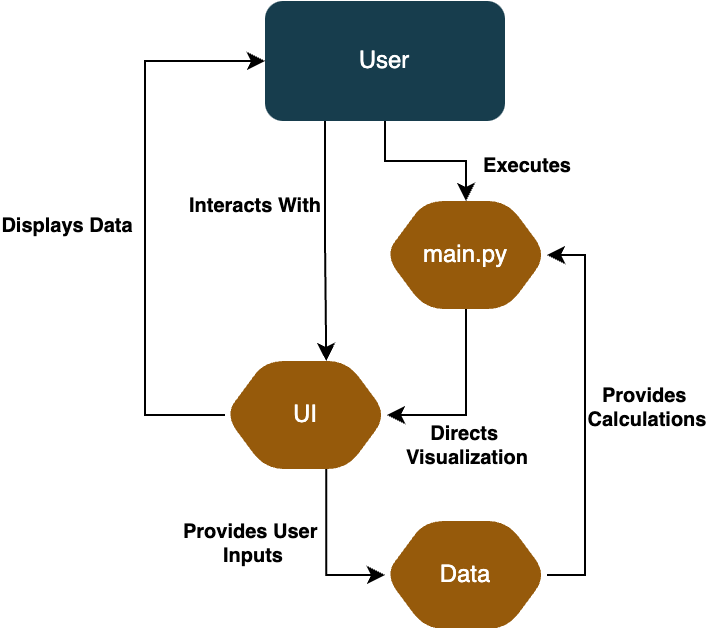 User
Executes
Interacts With
Displays Data
main.py
Provides
Calculations
UI
Directs
Visualization
Provides User
Inputs
Data